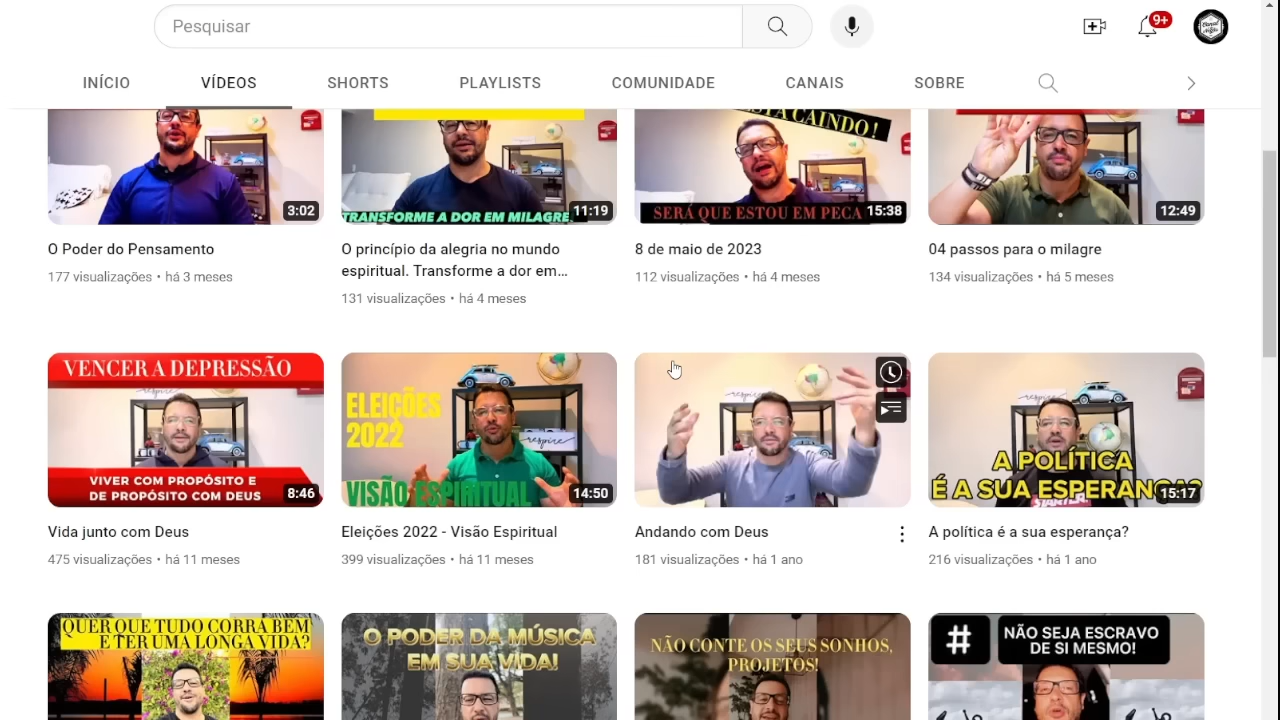 Pesquisar
9+
INÍCIO
VÍDEOS
SHORTS
PLAYLISTS
COMUNIDADE
CANAIS
SOBRE
3:02
TRANSFORME A DOR EM MILAGRE
11:19
CAINDO!
SERÁ QUE ESTOU EM PECA
15:38
12:49
O Poder do Pensamento
177 visualizações • há 3 meses
O princípio da alegria no mundo
espiritual. Transforme a dor em...
131 visualizações • há 4 meses
8 de maio de 2023
112 visualizações • há 4 meses
04 passos para o milagre
134 visualizações • há 5 meses
VENCER A DEPRESSÃO
VIVER COM PROPÓSITO E
DE PROPÓSITO COM DEUS
8:46
ELEIÇÕES
2022
respire
VISÃO ESPIRITUAL
14:50
A POLÍTICA
É A SUA ESPERANÇA?
15:17
Vida junto com Deus
475 visualizações • há 11 meses
Eleições 2022 - Visão Espiritual
399 visualizações • há 11 meses
Andando com Deus
181 visualizações • há 1 ano
A política é a sua esperança?
216 visualizações • há 1 ano
QUER QUE TUDO CORRA BEM
E TER UMA LONGA VIDA?
O PODER DA MÚSICA
EM SUA VIDA!
NÃO CONTE OS SEUS SONHOS,
PROJETOS!
#
NÃO SEJA ESCRAVO
DE SI MESMO!